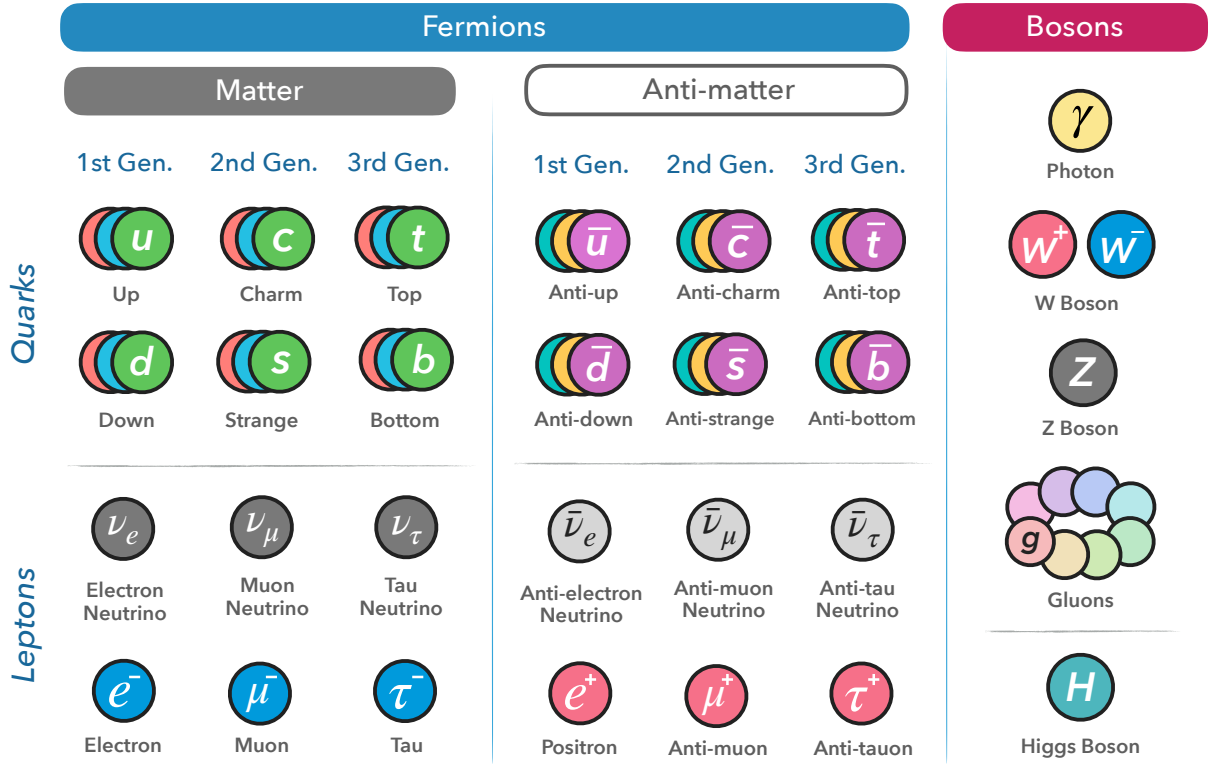 Fermions
Bosons
Matter
Anti-matter
1st Gen. 2nd Gen. 3rd Gen.
1st Gen. 2nd Gen. 3rd Gen.
Quarks
u c t
Up Charm Top
d s b
Down Strange Bottom
u̅ c̅ t̅
Anti-up Anti-charm Anti-top
d̅ s̅ b̅
Anti-down Anti-strange Anti-bottom
Leptons
νe νμ ντ
Electron Muon Tau
Neutrino Neutrino Neutrino
e⁻ μ⁻ τ⁻
Electron Muon Tau
ν̅e ν̅μ ν̅τ
Anti-electron Anti-muon Anti-tau
Neutrino Neutrino Neutrino
e⁺ μ⁺ τ⁺
Positron Anti-muon Anti-tauon
γ
Photon
W⁺ W⁻
W Boson
Z
Z Boson
g
Gluons
H
Higgs Boson